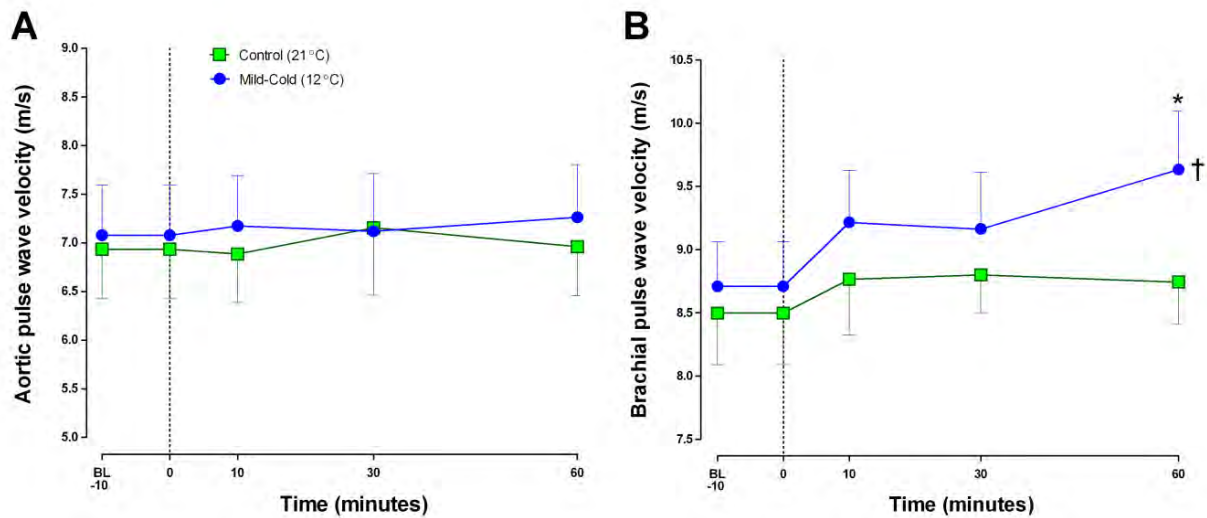 A
Aortic pulse wave velocity (m/s)
9.0
8.5
8.0
7.5
7.0
6.5
6.0
5.5
5.0
Control (21°C)
Mild-Cold (12°C)
BL
-10
0
10
30
60
Time (minutes)
B
Brachial pulse wave velocity (m/s)
10.5
10.0
9.5
9.0
8.5
8.0
7.5
*
†
BL
-10
0
10
30
60
Time (minutes)